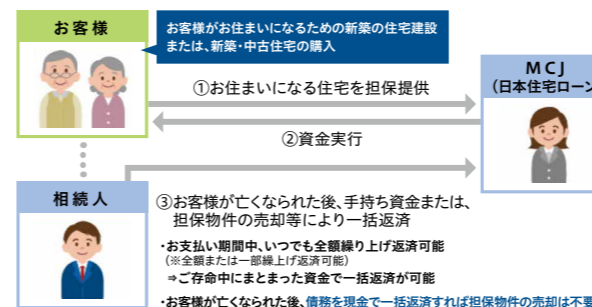 お客様
お客様がお住まいになるための新築の住宅建設
または、新築・中古住宅の購入
MCJ
(日本住宅ローン
①お住まいになる住宅を担保提供
②資金実行
相続人
③お客様が亡くなられた後、手持ち資金または、
担保物件の売却等により一括返済
・お支払い期間中、いつでも全額繰り上げ返済可能
(※全額または一部繰上げ返済可能)
⇒ご存命中にまとまった資金で一括返済が可能
・お客様が亡くなられた後、債務を現金で一括返済すれば担保物件の売却は不要